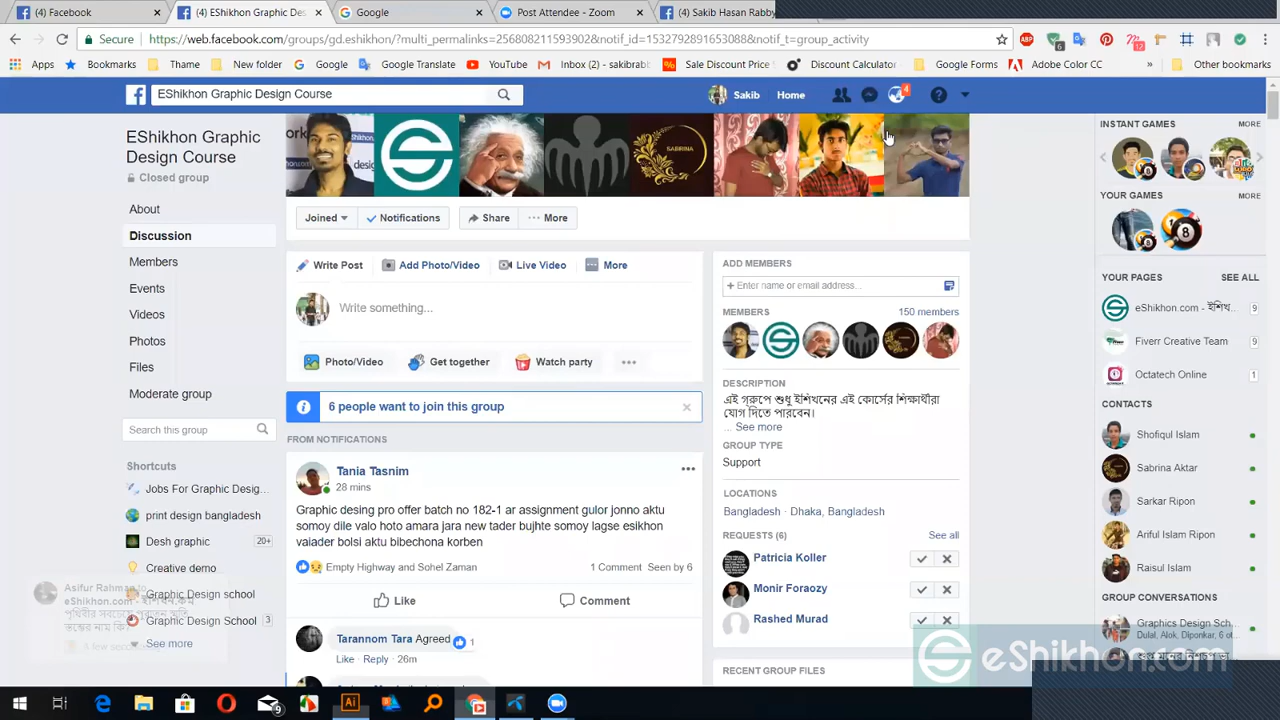 (4) Facebook
(4) EShikhon Graphic Des
Google
Post Attendee - Zoom
(4) Sakib Hasan Rabby
Secure
https://web.facebook.com/groups/gd.eshikhon/?multi_permalinks=256808211593902&notif_id=1532792891653088&notif_t=group_activity
Apps
Bookmarks
Thame
New folder
Google
Google Translate
YouTube
Inbox (2) - sakibrab
Sale Discount Price S
Discount Calculator
Google Forms
Adobe Color CC
Other bookmarks
EShikhon Graphic Design Course
Sakib
Home
4
EShikhon Graphic
Design Course
Closed group
About
Discussion
Members
Events
Videos
Photos
Files
Moderate group
Search this group
Shortcuts
Jobs For Graphic Desig...
print design bangladesh
Desh graphic 20+
Creative demo
Graphic Design school
Graphic Design School 3
See more
Asifur Rahman to
eShikhon.com - ইশিখন.কম
SABRINA
Joined
Notifications
Share
More
Write Post
Add Photo/Video
Live Video
More
Write something...
Photo/Video
Get together
Watch party
6 people want to join this group
FROM NOTIFICATIONS
Tania Tasnim
28 mins
Graphic desing pro offer batch no 182-1 ar assignment gulor jonno aktu
somoy dile valo hoto amara jara new tader bujhte somoy lagse esikhon
vaiader bolsi aktu bibechona korben
Empty Highway and Sohel Zaman
1 Comment Seen by 6
Like
Comment
Tarannom Tara Agreed 1
Like · Reply · 26m
ADD MEMBERS
+ Enter name or email address...
MEMBERS
150 members
DESCRIPTION
এই গ্রুপে শুধু ইশিখনের এই কোর্সের শিক্ষার্থীরা
যোগ দিতে পারবেন।
... See more
GROUP TYPE
Support
LOCATIONS
Bangladesh · Dhaka, Bangladesh
REQUESTS (6)
See all
Patricia Koller
Monir Foraozy
Rashed Murad
RECENT GROUP FILES
INSTANT GAMES
MORE
YOUR GAMES
MORE
YOUR PAGES
SEE ALL
eShikhon.com - ইশিখ... 9
Fiverr Creative Team 9
Octatech Online 1
CONTACTS
Shofiqul Islam
Sabrina Aktar
Sarkar Ripon
Ariful Islam Ripon
Raisul Islam
GROUP CONVERSATIONS
Graphics Design Sch...
Dulal, Alok, Diponkar, 6 ot...
eShikhon.com